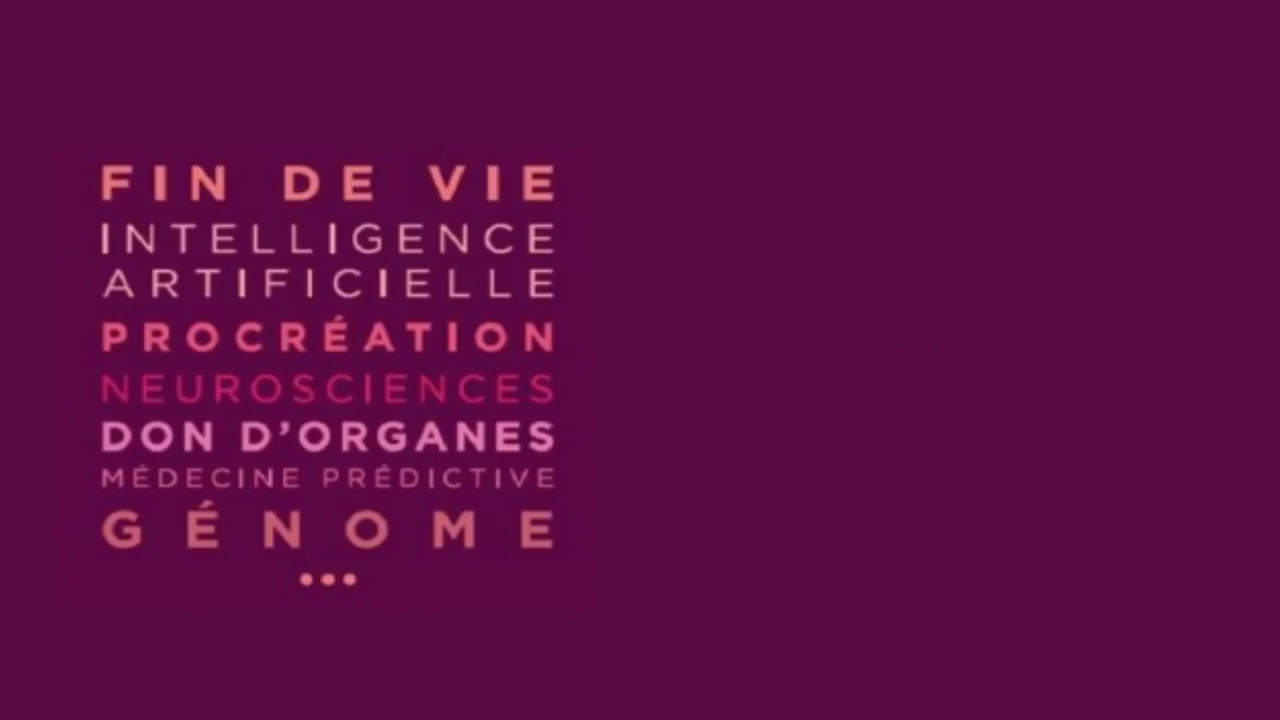 FIN DE VIE
INTELLIGENCE
ARTIFICIELLE
PROCRÉATION
NEUROSCIENCES
DON D’ORGANES
MÉDECINE PRÉDICTIVE
GÉNOME
...